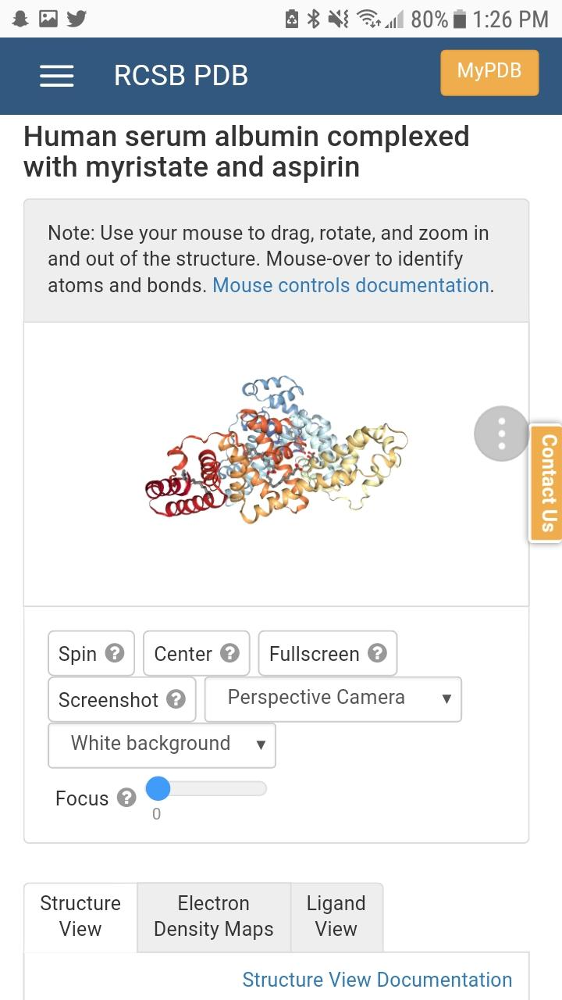 80% 1:26 PM
RCSB PDB
MyPDB
Human serum albumin complexed
with myristate and aspirin
Note: Use your mouse to drag, rotate, and zoom in
and out of the structure. Mouse-over to identify
atoms and bonds. Mouse controls documentation.
Contact Us
Spin ?
Center ?
Fullscreen ?
Screenshot ?
Perspective Camera ▼
White background ▼
Focus ?
0
Structure
View
Electron
Density Maps
Ligand
View
Structure View Documentation